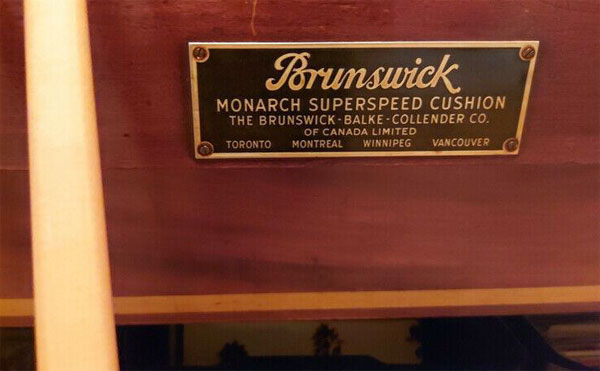 Brunswick
MONARCH SUPERSPEED CUSHION
THE BRUNSWICK-BALKE-COLLENDER CO.
OF CANADA LIMITED
TORONTO MONTREAL WINNIPEG VANCOUVER